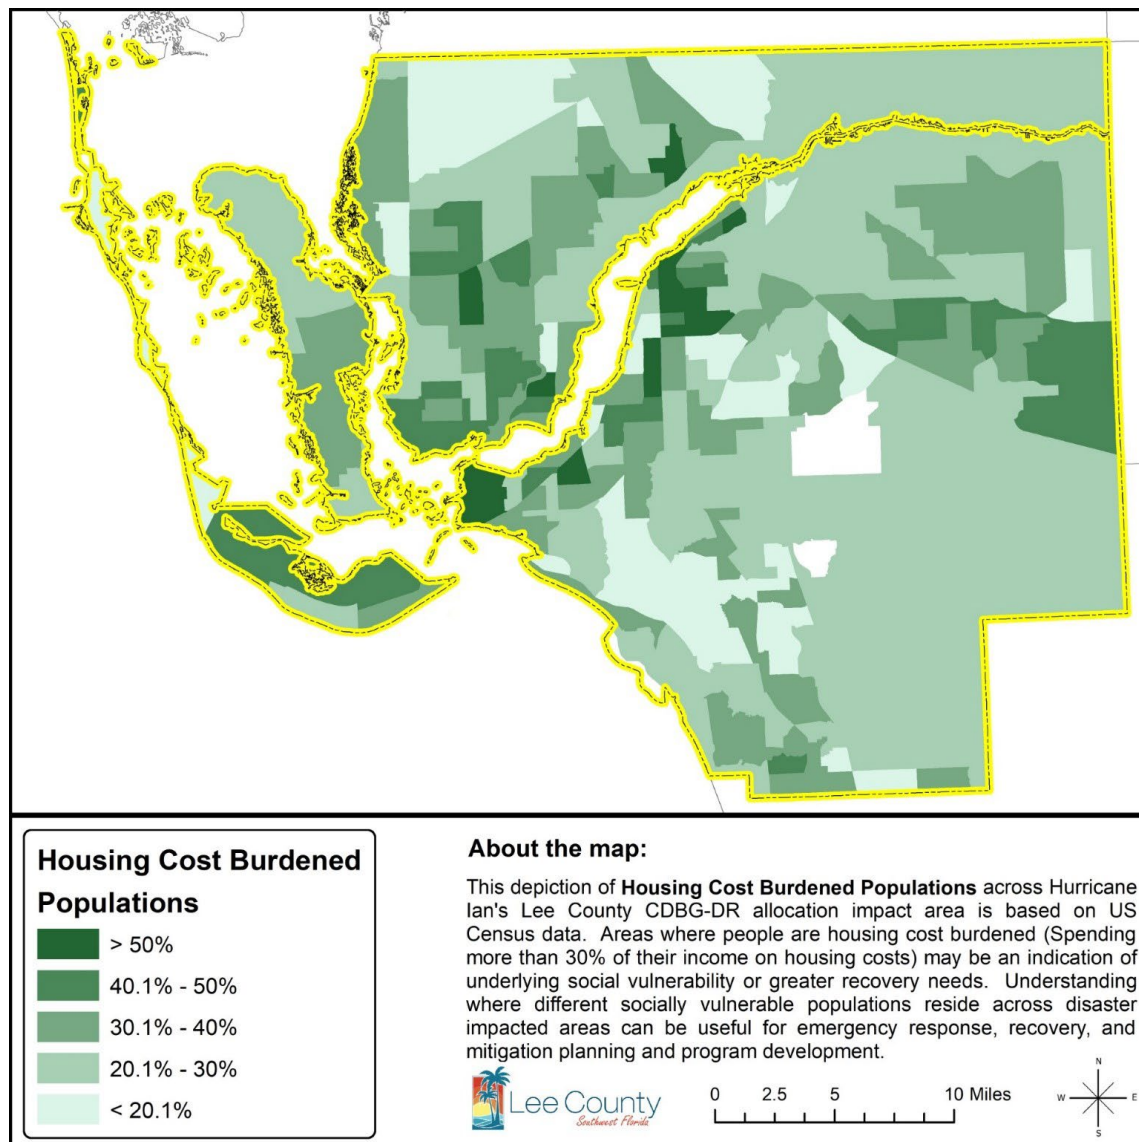 Housing Cost Burdened
Populations
> 50%
40.1% - 50%
30.1% - 40%
20.1% - 30%
< 20.1%
About the map:
This depiction of Housing Cost Burdened Populations across Hurricane
Ian's Lee County CDBG-DR allocation impact area is based on US
Census data. Areas where people are housing cost burdened (Spending
more than 30% of their income on housing costs) may be an indication of
underlying social vulnerability or greater recovery needs. Understanding
where different socially vulnerable populations reside across disaster
impacted areas can be useful for emergency response, recovery, and
mitigation planning and program development.
Lee County
Southwest Florida
0 2.5 5 10 Miles
N
W E
S